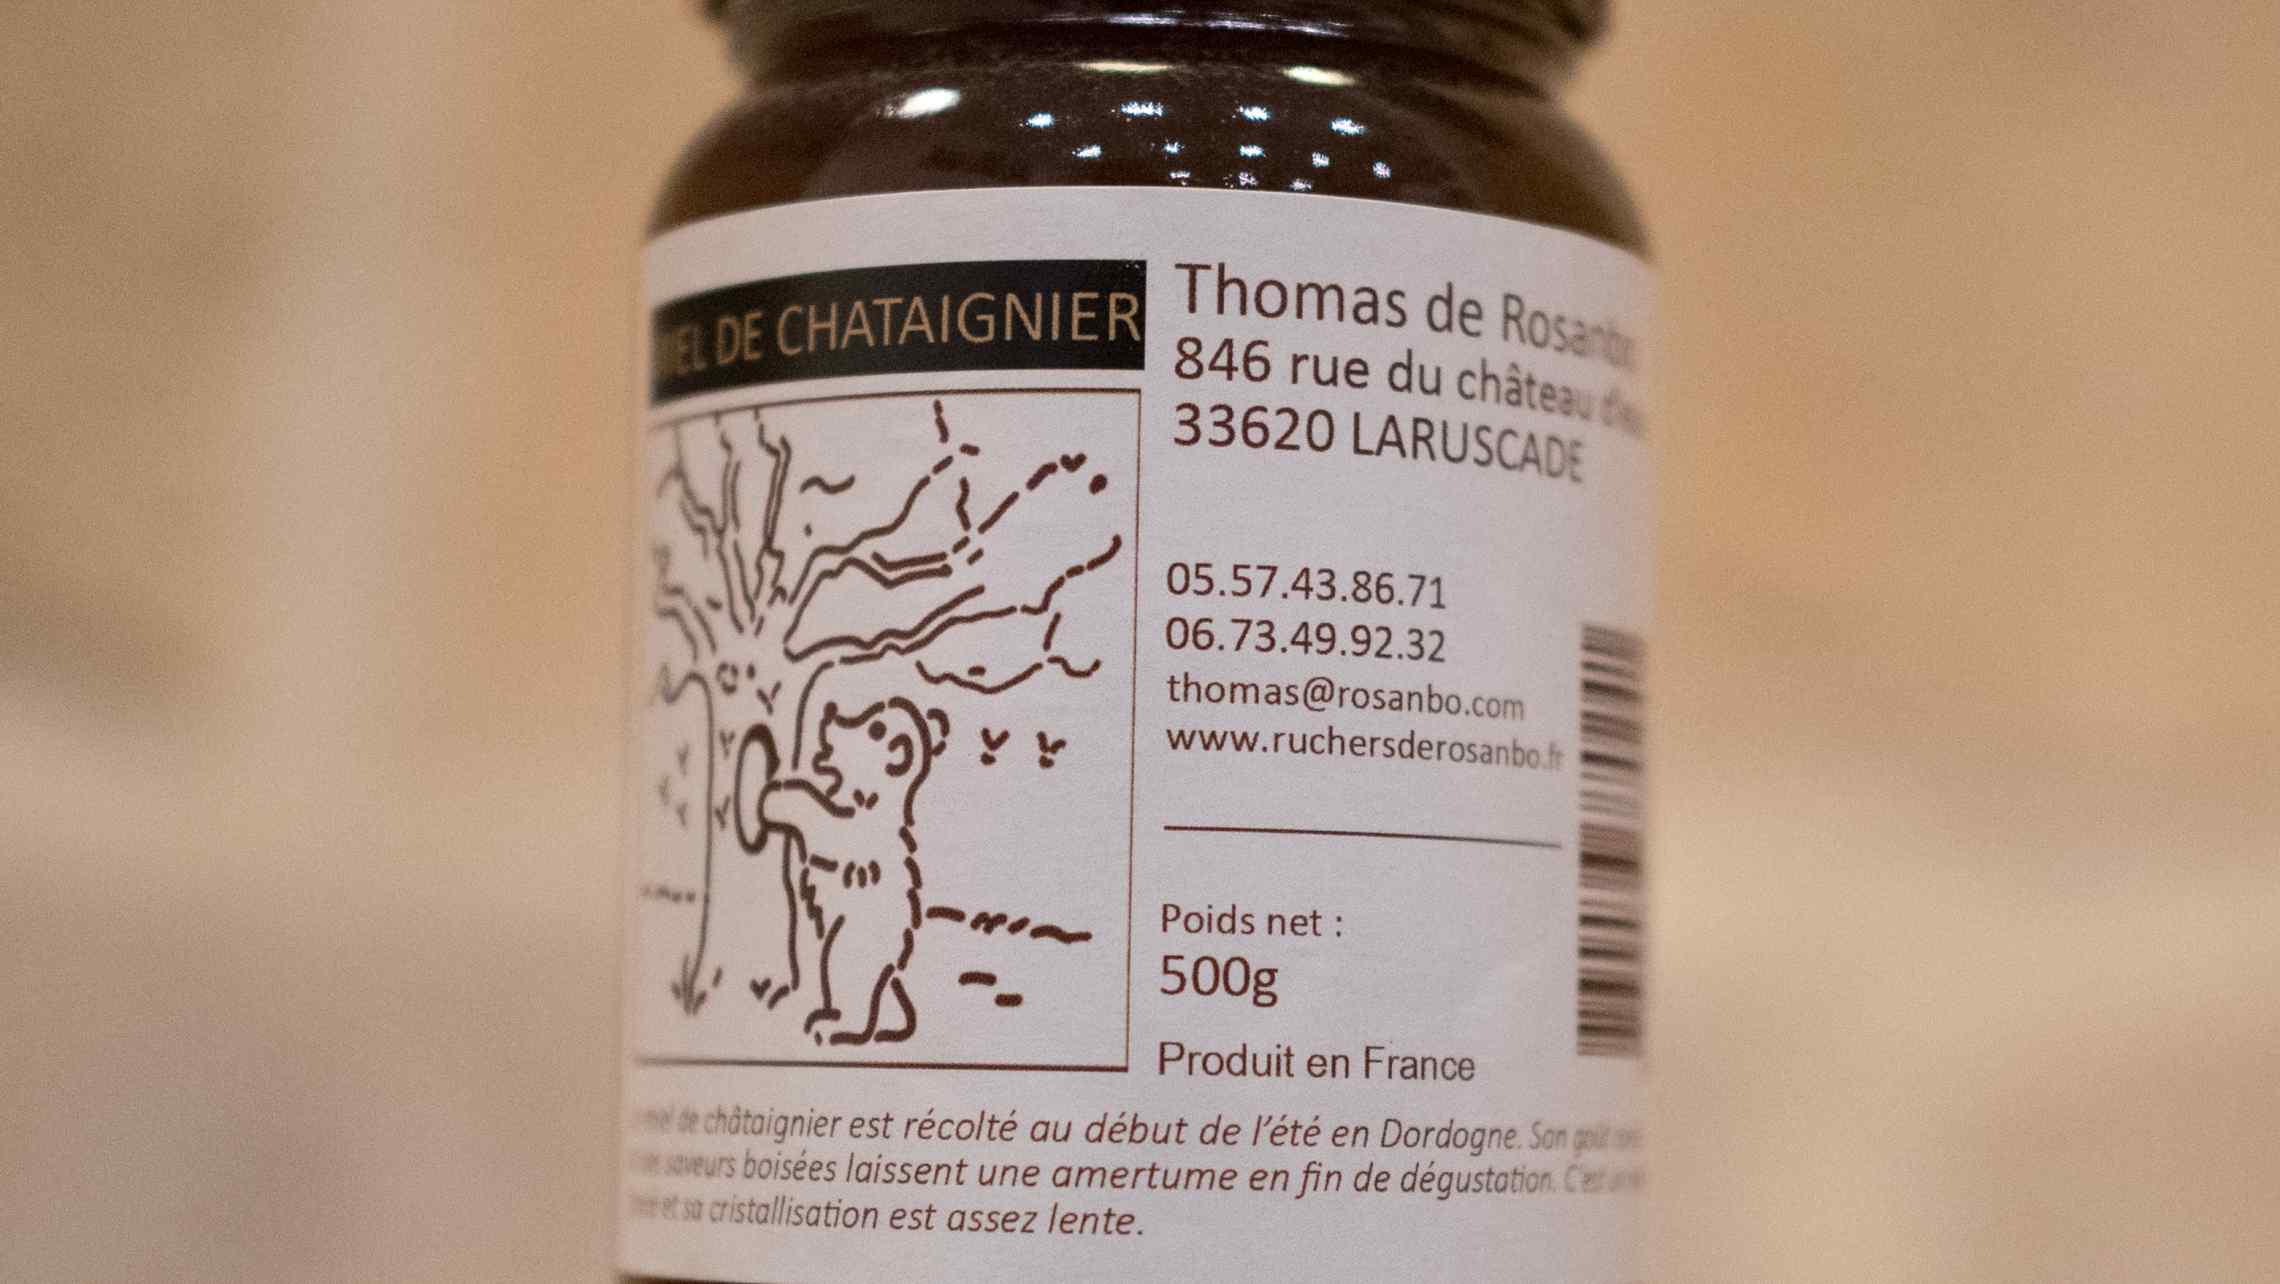 MIEL DE CHATAIGNIER
Thomas de Rosanbo
846 rue du château
33620 LARUSCADE
05.57.43.86.71
06.73.49.92.32
thomas@rosanbo.com
www.ruchersderosanbo.fr
Poids net :
500g
Produit en France
miel de châtaignier est récolté au début de l'été en Dordogne. Son goût
saveurs boisées laissent une amertume en fin de dégustation. C'est
et sa cristallisation est assez lente.